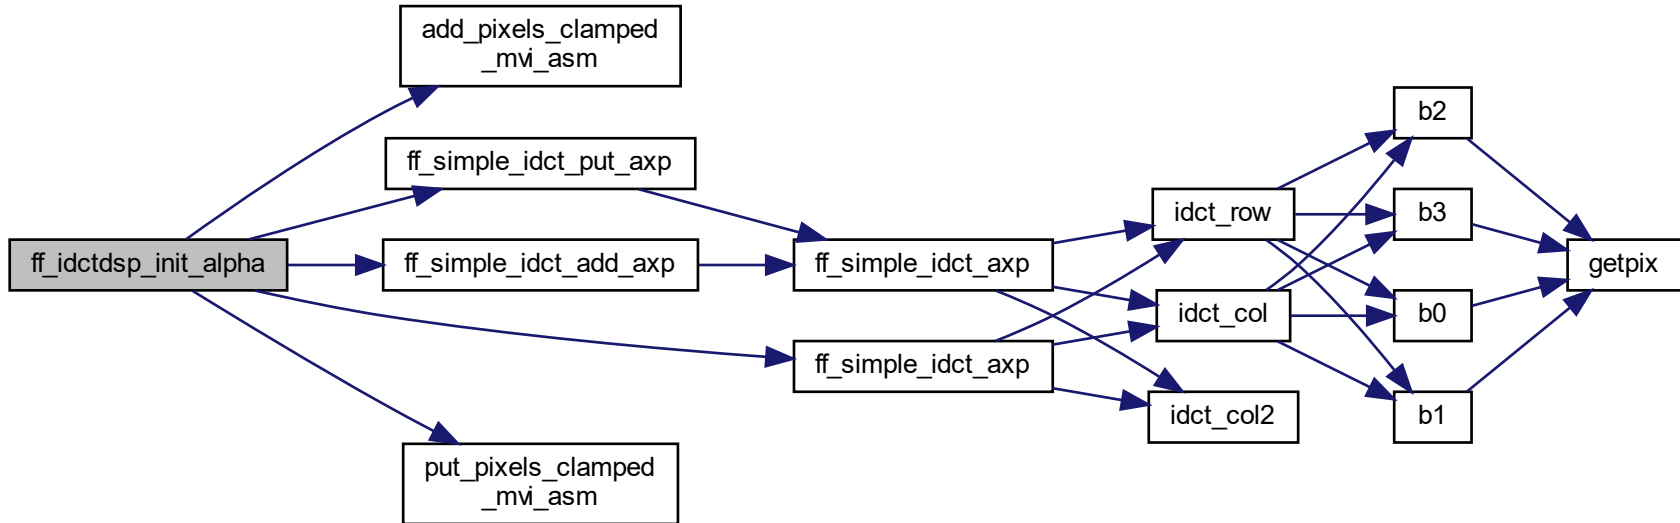 ff_idctdsp_init_alpha
add_pixels_clamped
_mvi_asm
ff_simple_idct_put_axp
ff_simple_idct_add_axp
put_pixels_clamped
_mvi_asm
ff_simple_idct_axp
ff_simple_idct_axp
idct_row
idct_col
idct_col2
b2
b3
b0
b1
getpix